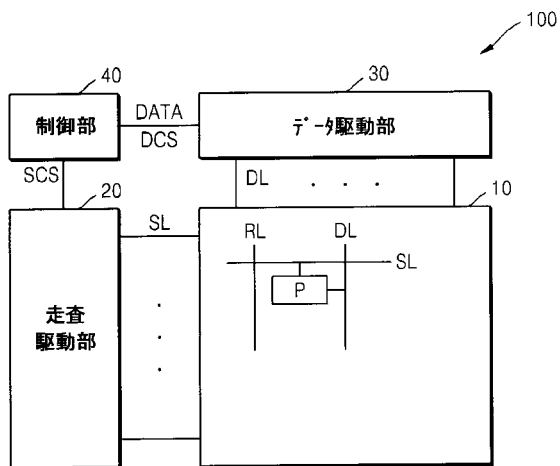 100
40
30
制御部
DATA
DCS
データ駆動部
SCS
20
DL
. . .
10
SL
RL
DL
SL
P
走査
駆動部